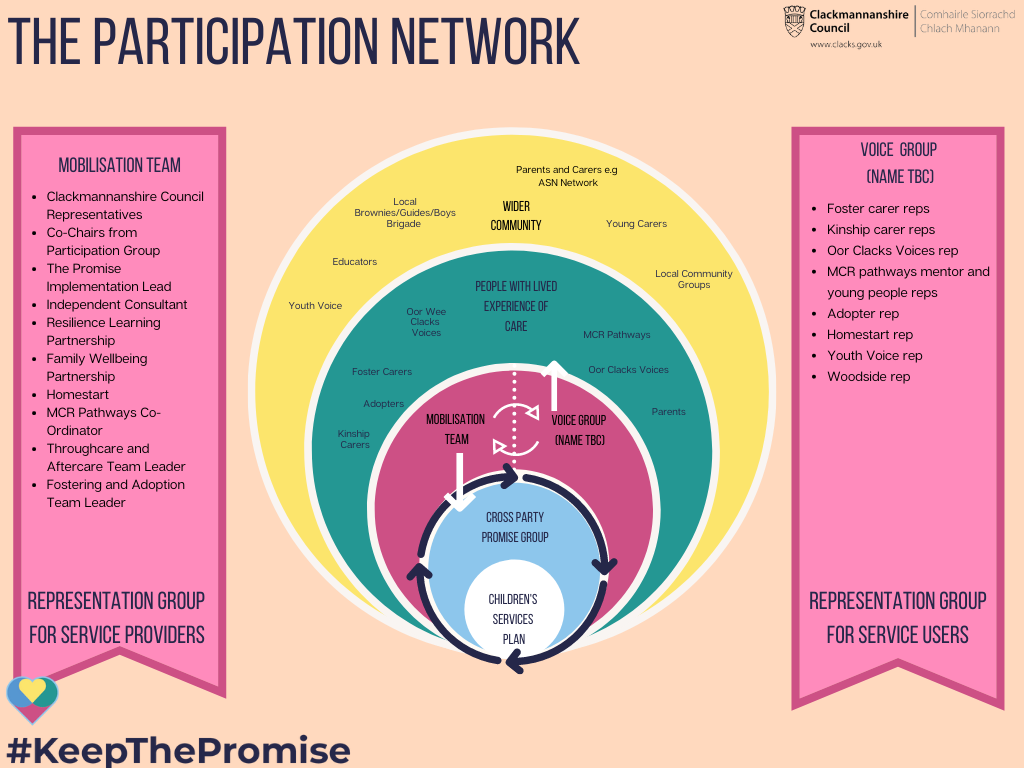 THE PARTICIPATION NETWORK
Clackmannanshire
Council
www.clacks.gov.uk
Comhairle Siorrachd
Chlach Mhanann
MOBILISATION TEAM
• Clackmannanshire Council
Representatives
• Co-Chairs from
Participation Group
• The Promise
Implementation Lead
• Independent Consultant
• Resilience Learning
Partnership
• Family Wellbeing
Partnership
• Homestart
• MCR Pathways Co-
Ordinator
• Throughcare and
Aftercare Team Leader
• Fostering and Adoption
Team Leader
REPRESENTATION GROUP
FOR SERVICE PROVIDERS
Parents and Carers e.g
ASN Network
Local
Brownies/Guides/Boys
Brigade
WIDER
COMMUNITY
Young Carers
Educators
Local Community
Groups
Youth Voice
PEOPLE WITH LIVED
EXPERIENCE OF
CARE
Oor Wee
Clacks
Voices
MCR Pathways
Foster Carers
Oor Clacks Voices
Adopters
Parents
Kinship
Carers
MOBILISATION
TEAM
VOICE GROUP
(NAME TBC)
CROSS PARTY
PROMISE GROUP
CHILDREN'S
SERVICES
PLAN
VOICE GROUP
(NAME TBC)
• Foster carer reps
• Kinship carer reps
• Oor Clacks Voices rep
• MCR pathways mentor and
young people reps
• Adopter rep
• Homestart rep
• Youth Voice rep
• Woodside rep
REPRESENTATION GROUP
FOR SERVICE USERS
#KeepThePromise